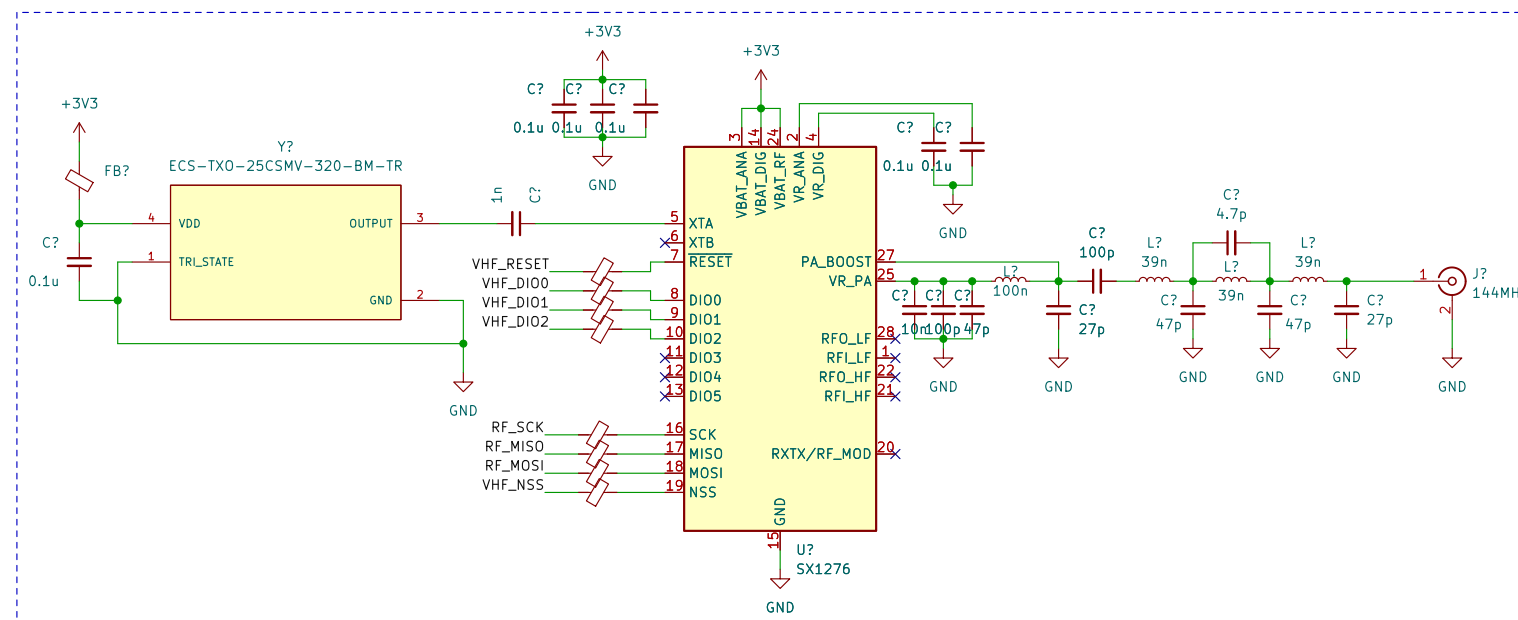 +3V3
+3V3
+3V3
C? C? C?
0.1u 0.1u 0.1u
GND
Y?
ECS-TXO-25CSMV-320-BM-TR
FB?
4 VDD
OUTPUT 3
1 TRI_STATE
GND 2
C?
0.1u
GND
1n
C?
3 14 24 2 4
VBAT_ANA
VBAT_DIG
VBAT_RF
VR_ANA
VR_DIG
C? C?
0.1u 0.1u
GND
5 XTA
6 XTB
7 RESET
8 DIO0
9 DIO1
10 DIO2
11 DIO3
12 DIO4
13 DIO5
16 SCK
17 MISO
18 MOSI
19 NSS
VHF_RESET
VHF_DIO0
VHF_DIO1
VHF_DIO2
RF_SCK
RF_MISO
RF_MOSI
VHF_NSS
PA_BOOST 27
VR_PA 25
RFO_LF 28
RFI_LF 1
RFO_HF 22
RFI_HF 21
RXTX/RF_MOD 20
GND
15
U?
SX1276
GND
C? C? C?
10n 100p 47p
GND
L?
100n
C?
27p
GND
C?
100p
L?
39n
C?
4.7p
L?
39n
L?
39n
C?
47p
GND
C?
47p
GND
C?
27p
GND
1
2
J?
144MH
GND